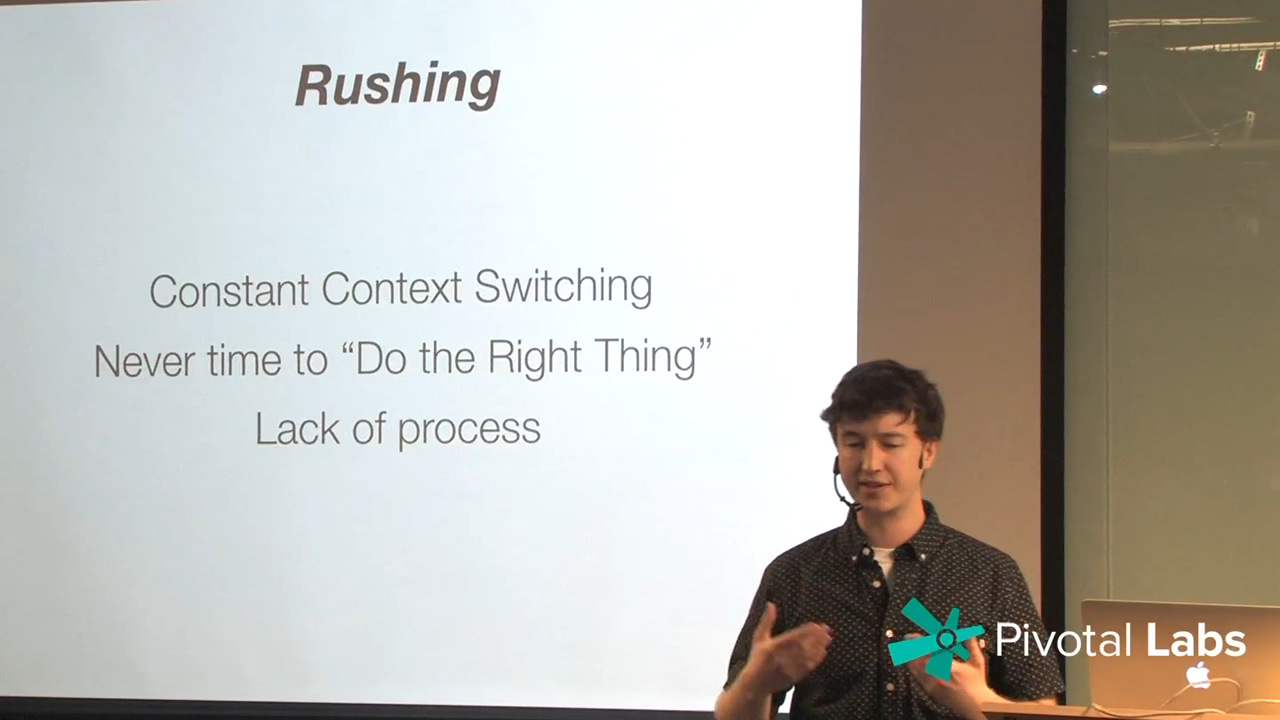 Rushing
Constant Context Switching
Never time to “Do the Right Thing”
Lack of process
Pivotal Labs